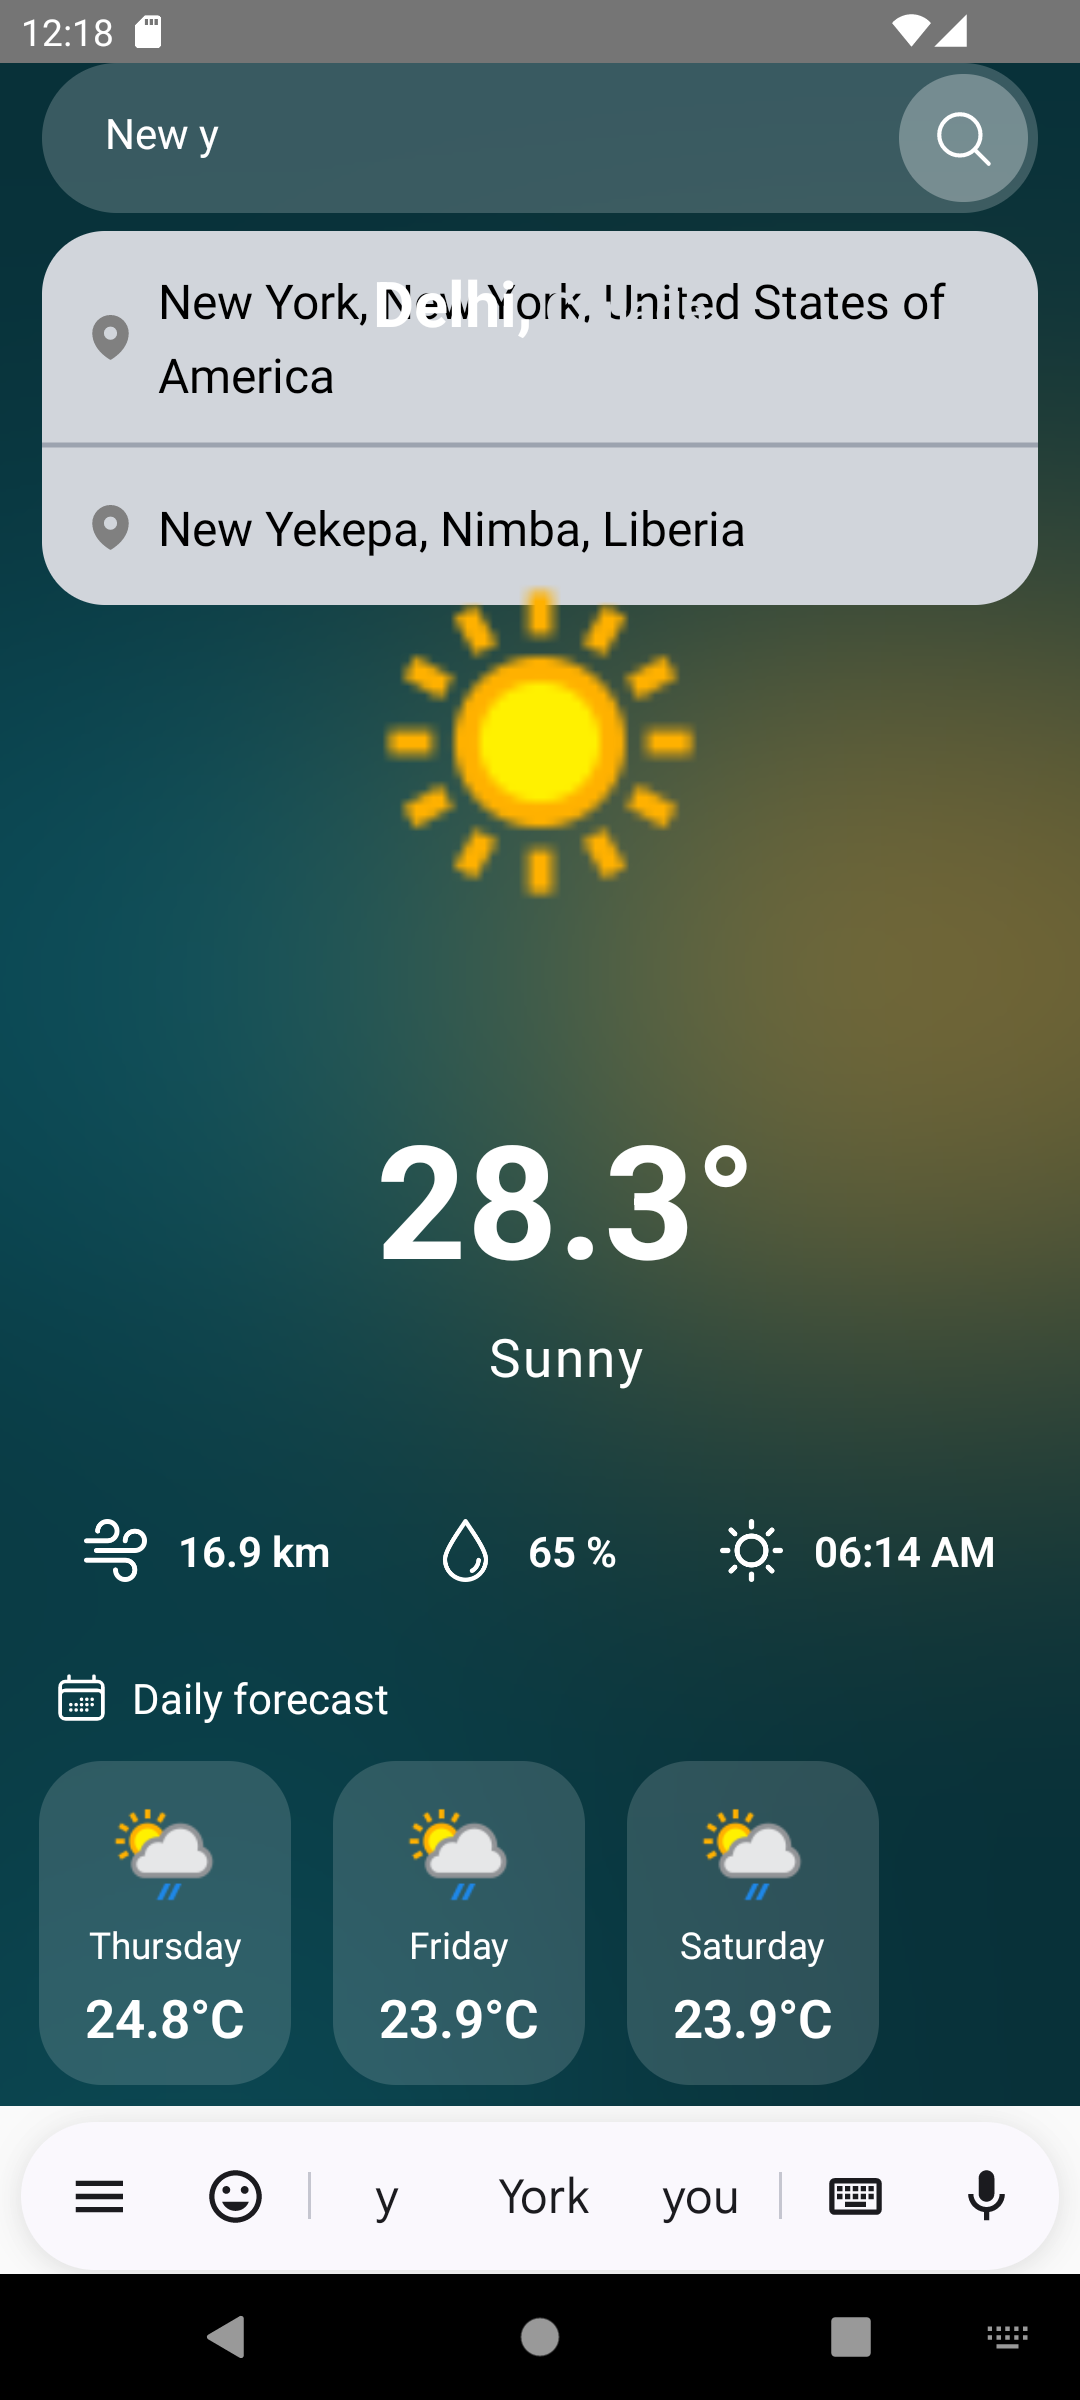 12:18
New y
New York, New York, United States of
America
Delhi,
New Yekepa, Nimba, Liberia
28.3°
Sunny
16.9 km
65 %
06:14 AM
Daily forecast
Thursday
Friday
Saturday
24.8°C
23.9°C
23.9°C
y
York
you